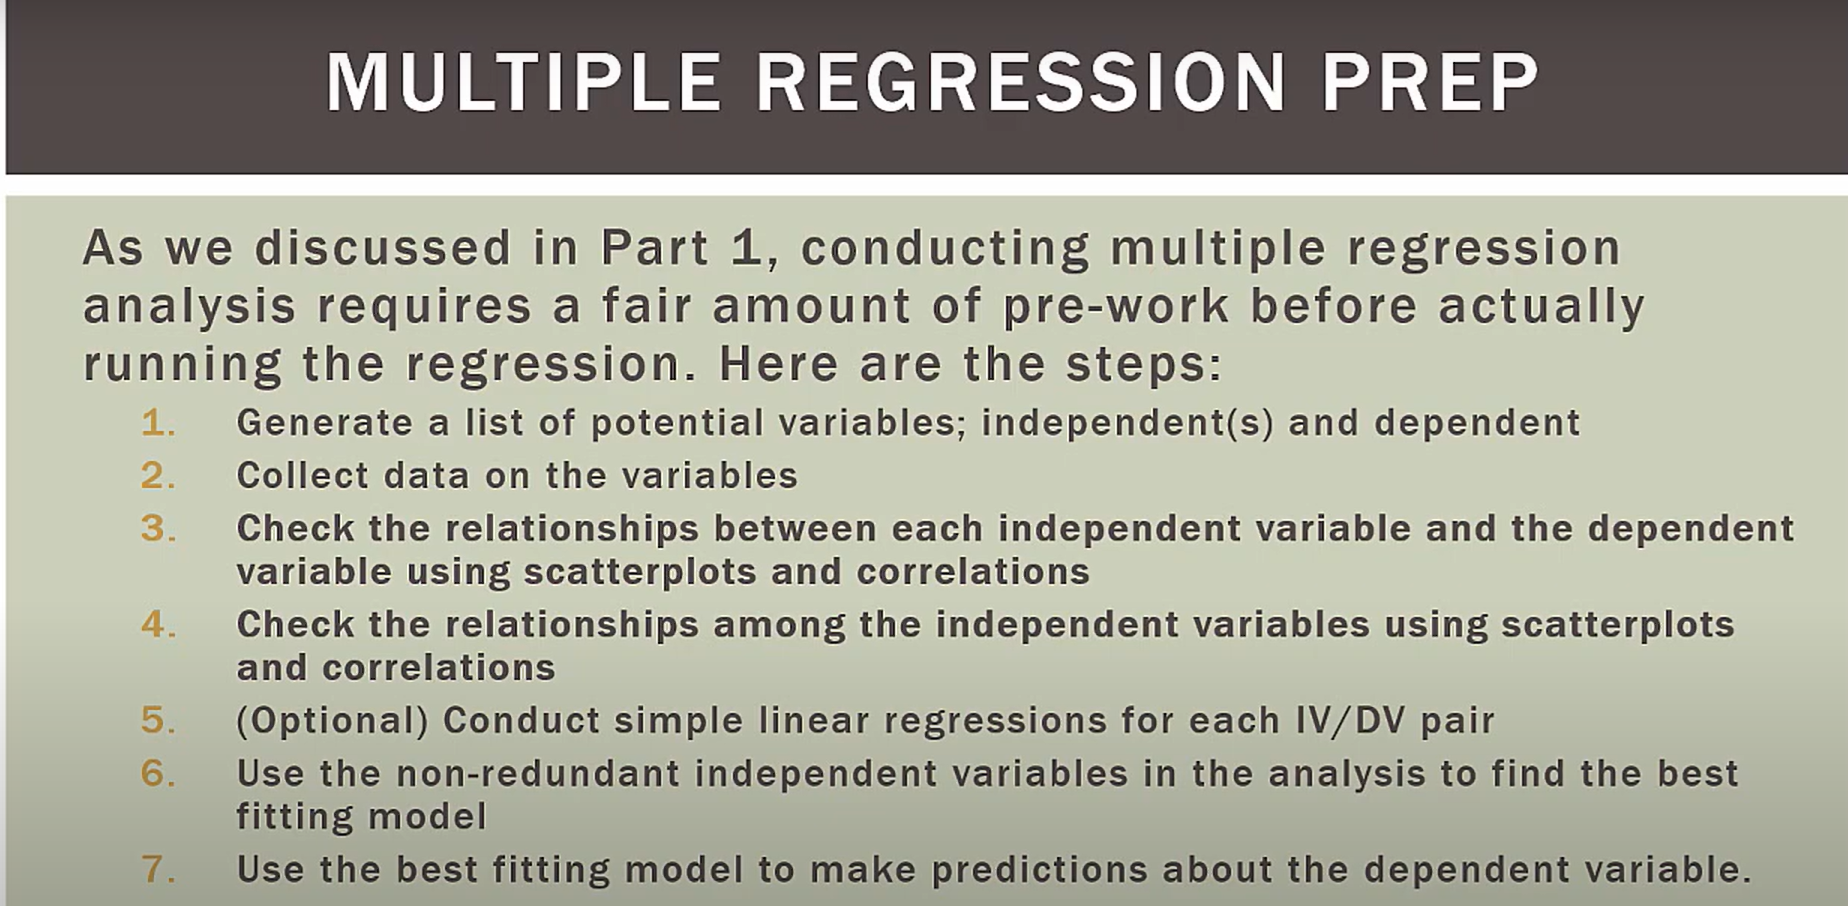 MULTIPLE REGRESSION PREP
As we discussed in Part 1, conducting multiple regression
analysis requires a fair amount of pre-work before actually
running the regression. Here are the steps:
1. Generate a list of potential variables; independent(s) and dependent
2. Collect data on the variables
3. Check the relationships between each independent variable and the dependent
variable using scatterplots and correlations
4. Check the relationships among the independent variables using scatterplots
and correlations
5. (Optional) Conduct simple linear regressions for each IV/DV pair
6. Use the non-redundant independent variables in the analysis to find the best
fitting model
7. Use the best fitting model to make predictions about the dependent variable.